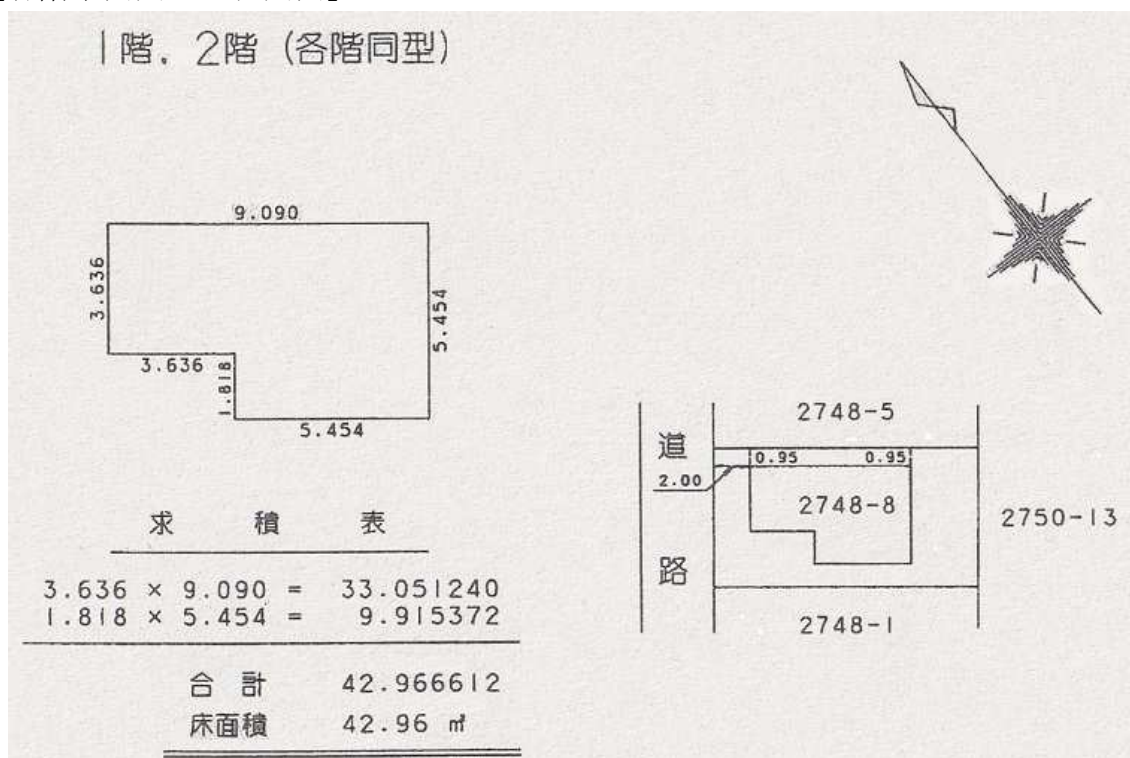 1階，2階 (各階同型)
9.090
3.636
5.454
3.636
1.818
5.454
求 積 表
3.636 × 9.090 = 33.051240
1.818 × 5.454 = 9.915372
合 計 42.966612
床面積 42.96 ㎡
道路
2748-5
0.95 0.95
2.00
2748-8
2750-13
2748-1